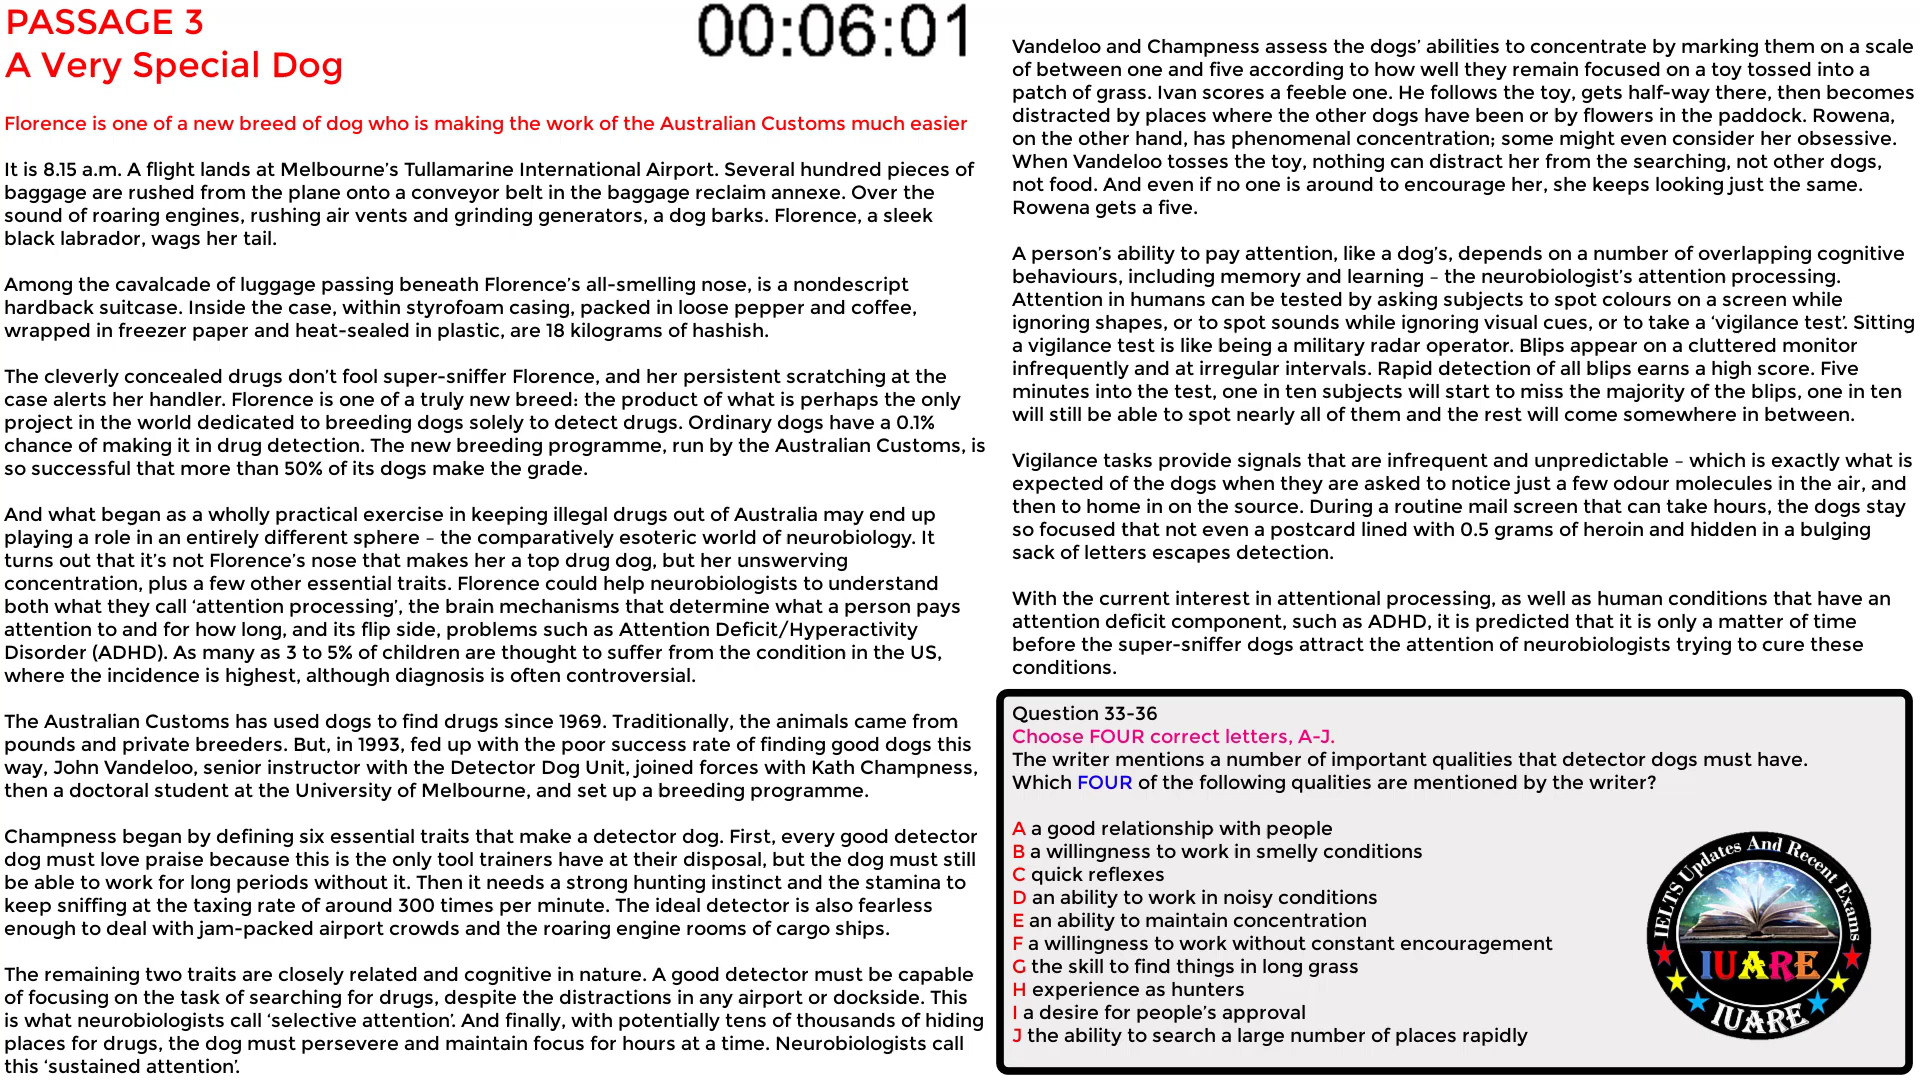 PASSAGE 3
A Very Special Dog
00:06:01
Florence is one of a new breed of dog who is making the work of the Australian Customs much easier
It is 8.15 a.m. A flight lands at Melbourne's Tullamarine International Airport. Several hundred pieces of
baggage are rushed from the plane onto a conveyor belt in the baggage reclaim annexe. Over the
sound of roaring engines, rushing air vents and grinding generators, a dog barks. Florence, a sleek
black labrador, wags her tail.
Among the cavalcade of luggage passing beneath Florence's all-smelling nose, is a nondescript
hardback suitcase. Inside the case, within styrofoam casing, packed in loose pepper and coffee,
wrapped in freezer paper and heat-sealed in plastic, are 18 kilograms of hashish.
The cleverly concealed drugs don't fool super-sniffer Florence, and her persistent scratching at the
case alerts her handler. Florence is one of a truly new breed: the product of what is perhaps the only
project in the world dedicated to breeding dogs solely to detect drugs. Ordinary dogs have a 0.1%
chance of making it in drug detection. The new breeding programme, run by the Australian Customs, is
so successful that more than 50% of its dogs make the grade.
And what began as a wholly practical exercise in keeping illegal drugs out of Australia may end up
playing a role in an entirely different sphere – the comparatively esoteric world of neurobiology. It
turns out that it's not Florence's nose that makes her a top drug dog, but her unswerving
concentration, plus a few other essential traits. Florence could help neurobiologists to understand
both what they call 'attention processing', the brain mechanisms that determine what a person pays
attention to and for how long, and its flip side, problems such as Attention Deficit/Hyperactivity
Disorder (ADHD). As many as 3 to 5% of children are thought to suffer from the condition in the US,
where the incidence is highest, although diagnosis is often controversial.
The Australian Customs has used dogs to find drugs since 1969. Traditionally, the animals came from
pounds and private breeders. But, in 1993, fed up with the poor success rate of finding good dogs this
way, John Vandeloo, senior instructor with the Detector Dog Unit, joined forces with Kath Champness,
then a doctoral student at the University of Melbourne, and set up a breeding programme.
Champness began by defining six essential traits that make a detector dog. First, every good detector
dog must love praise because this is the only tool trainers have at their disposal, but the dog must still
be able to work for long periods without it. Then it needs a strong hunting instinct and the stamina to
keep sniffing at the taxing rate of around 300 times per minute. The ideal detector is also fearless
enough to deal with jam-packed airport crowds and the roaring engine rooms of cargo ships.
The remaining two traits are closely related and cognitive in nature. A good detector must be capable
of focusing on the task of searching for drugs, despite the distractions in any airport or dockside. This
is what neurobiologists call 'selective attention'. And finally, with potentially tens of thousands of hiding
places for drugs, the dog must persevere and maintain focus for hours at a time. Neurobiologists call
this 'sustained attention'.
Vandeloo and Champness assess the dogs' abilities to concentrate by marking them on a scale
of between one and five according to how well they remain focused on a toy tossed into a
patch of grass. Ivan scores a feeble one. He follows the toy, gets half-way there, then becomes
distracted by places where the other dogs have been or by flowers in the paddock. Rowena,
on the other hand, has phenomenal concentration; some might even consider her obsessive.
When Vandeloo tosses the toy, nothing can distract her from the searching, not other dogs,
not food. And even if no one is around to encourage her, she keeps looking just the same.
Rowena gets a five.
A person's ability to pay attention, like a dog's, depends on a number of overlapping cognitive
behaviours, including memory and learning – the neurobiologist's attention processing.
Attention in humans can be tested by asking subjects to spot colours on a screen while
ignoring shapes, or to spot sounds while ignoring visual cues, or to take a 'vigilance test'. Sitting
a vigilance test is like being a military radar operator. Blips appear on a cluttered monitor
infrequently and at irregular intervals. Rapid detection of all blips earns a high score. Five
minutes into the test, one in ten subjects will start to miss the majority of the blips, one in ten
will still be able to spot nearly all of them and the rest will come somewhere in between.
Vigilance tasks provide signals that are infrequent and unpredictable – which is exactly what is
expected of the dogs when they are asked to notice just a few odour molecules in the air, and
then to home in on the source. During a routine mail screen that can take hours, the dogs stay
so focused that not even a postcard lined with 0.5 grams of heroin and hidden in a bulging
sack of letters escapes detection.
With the current interest in attentional processing, as well as human conditions that have an
attention deficit component, such as ADHD, it is predicted that it is only a matter of time
before the super-sniffer dogs attract the attention of neurobiologists trying to cure these
conditions.
Question 33-36
Choose FOUR correct letters, A-J.
The writer mentions a number of important qualities that detector dogs must have.
Which FOUR of the following qualities are mentioned by the writer?
A a good relationship with people
B a willingness to work in smelly conditions
C quick reflexes
D an ability to work in noisy conditions
E an ability to maintain concentration
F a willingness to work without constant encouragement
G the skill to find things in long grass
H experience as hunters
I a desire for people's approval
J the ability to search a large number of places rapidly
IELTS Updates And Recent Exams
IUARE
IUARE